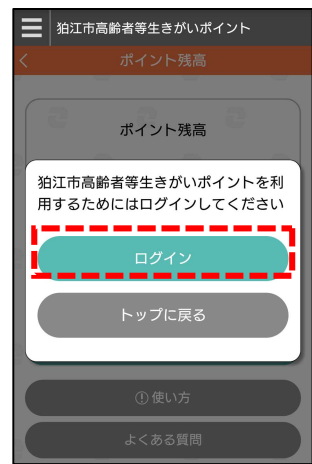 狛江市高齢者等生きがいポイント
ポイント残高
ポイント残高
狛江市高齢者等生きがいポイントを利
用するためにはログインしてください
ログイン
トップに戻る
使い方
よくある質問